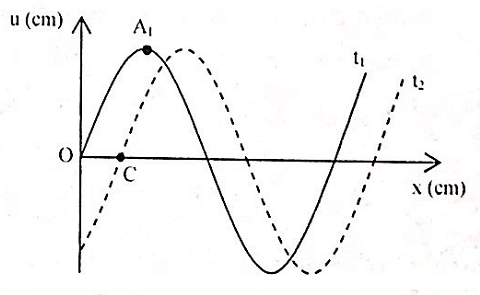 u (cm)
A₁
t₁
t₂
O
C
x (cm)